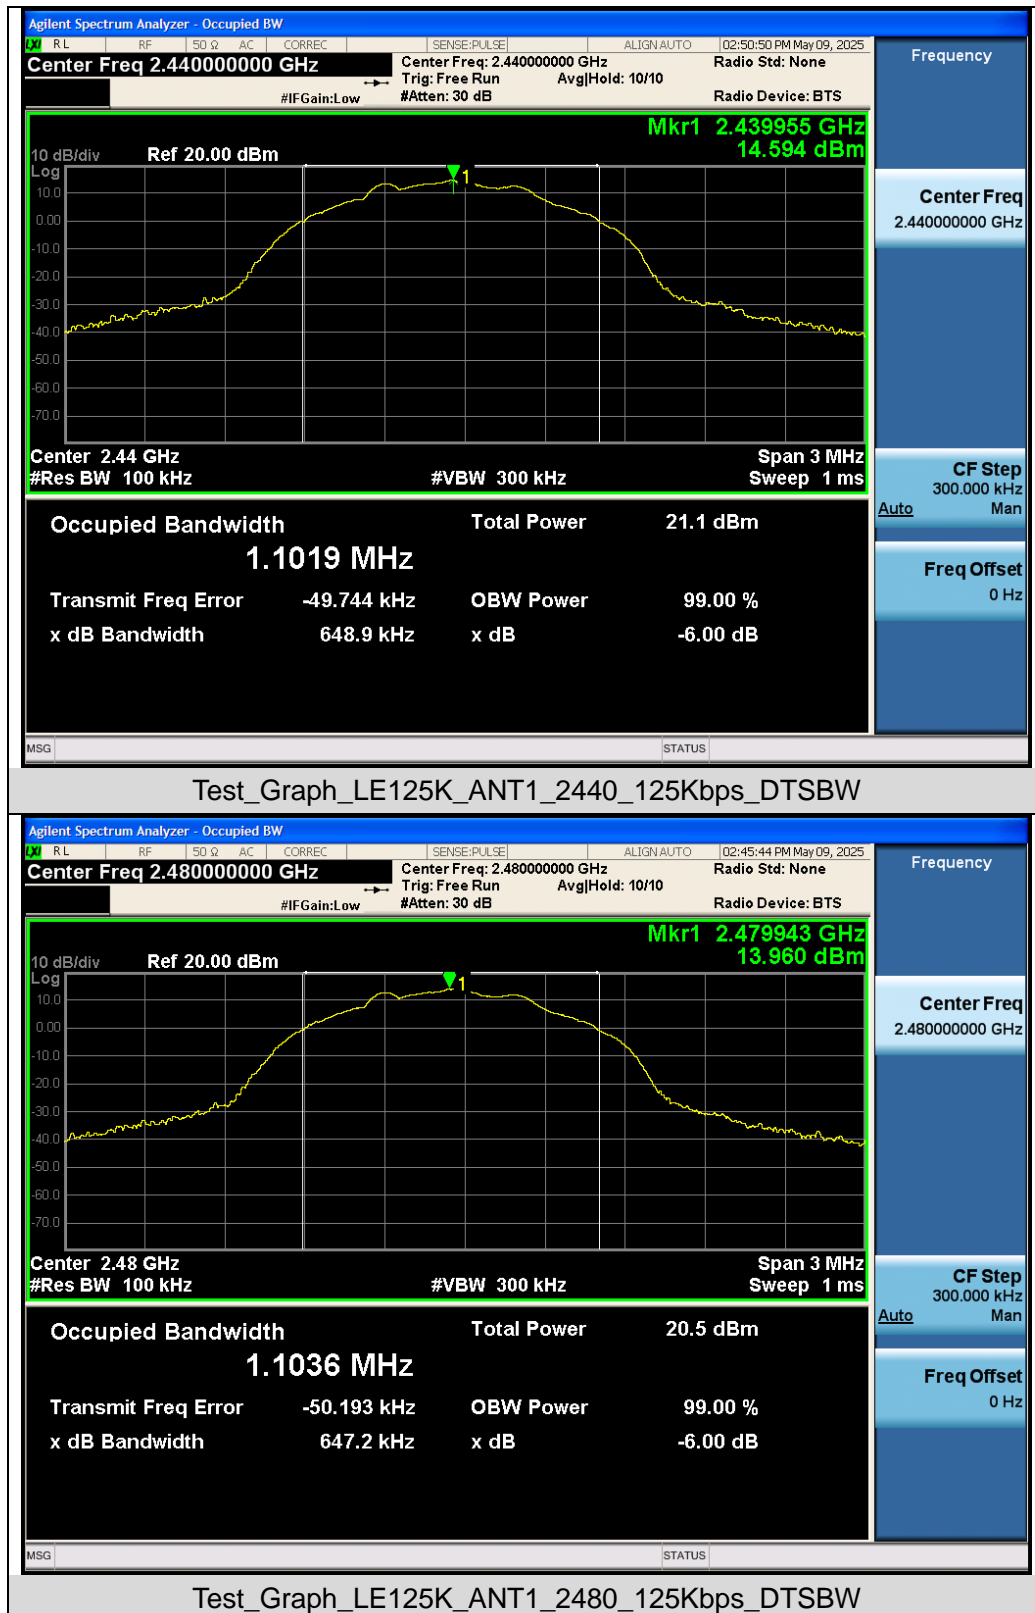 Agilent Spectrum Analyzer - Occupied BW
LXI RL RF 50 Ω AC CORREC SENSE:PULSE ALIGN AUTO 02:50:50 PM May 09, 2025
Center Freq 2.440000000 GHz
Center Freq: 2.440000000 GHz Radio Std: None
Trig: Free Run Avg|Hold: 10/10
#IFGain:Low #Atten: 30 dB Radio Device: BTS
Frequency
Mkr1 2.439955 GHz
14.594 dBm
10 dB/div Ref 20.00 dBm
Log
1
10.0
0.00
-10.0
-20.0
-30.0
-40.0
-50.0
-60.0
-70.0
Center Freq
2.440000000 GHz
Center 2.44 GHz Span 3 MHz
#Res BW 100 kHz #VBW 300 kHz Sweep 1 ms
CF Step
300.000 kHz
Auto Man
Freq Offset
0 Hz
Occupied Bandwidth Total Power 21.1 dBm
1.1019 MHz
Transmit Freq Error -49.744 kHz OBW Power 99.00 %
x dB Bandwidth 648.9 kHz x dB -6.00 dB
MSG STATUS
Test_Graph_LE125K_ANT1_2440_125Kbps_DTSBW
Agilent Spectrum Analyzer - Occupied BW
LXI RL RF 50 Ω AC CORREC SENSE:PULSE ALIGN AUTO 02:45:44 PM May 09, 2025
Center Freq 2.480000000 GHz
Center Freq: 2.480000000 GHz Radio Std: None
Trig: Free Run Avg|Hold: 10/10
#IFGain:Low #Atten: 30 dB Radio Device: BTS
Frequency
Mkr1 2.479943 GHz
13.960 dBm
10 dB/div Ref 20.00 dBm
Log
1
10.0
0.00
-10.0
-20.0
-30.0
-40.0
-50.0
-60.0
-70.0
Center Freq
2.480000000 GHz
Center 2.48 GHz Span 3 MHz
#Res BW 100 kHz #VBW 300 kHz Sweep 1 ms
CF Step
300.000 kHz
Auto Man
Freq Offset
0 Hz
Occupied Bandwidth Total Power 20.5 dBm
1.1036 MHz
Transmit Freq Error -50.193 kHz OBW Power 99.00 %
x dB Bandwidth 647.2 kHz x dB -6.00 dB
MSG STATUS
Test_Graph_LE125K_ANT1_2480_125Kbps_DTSBW